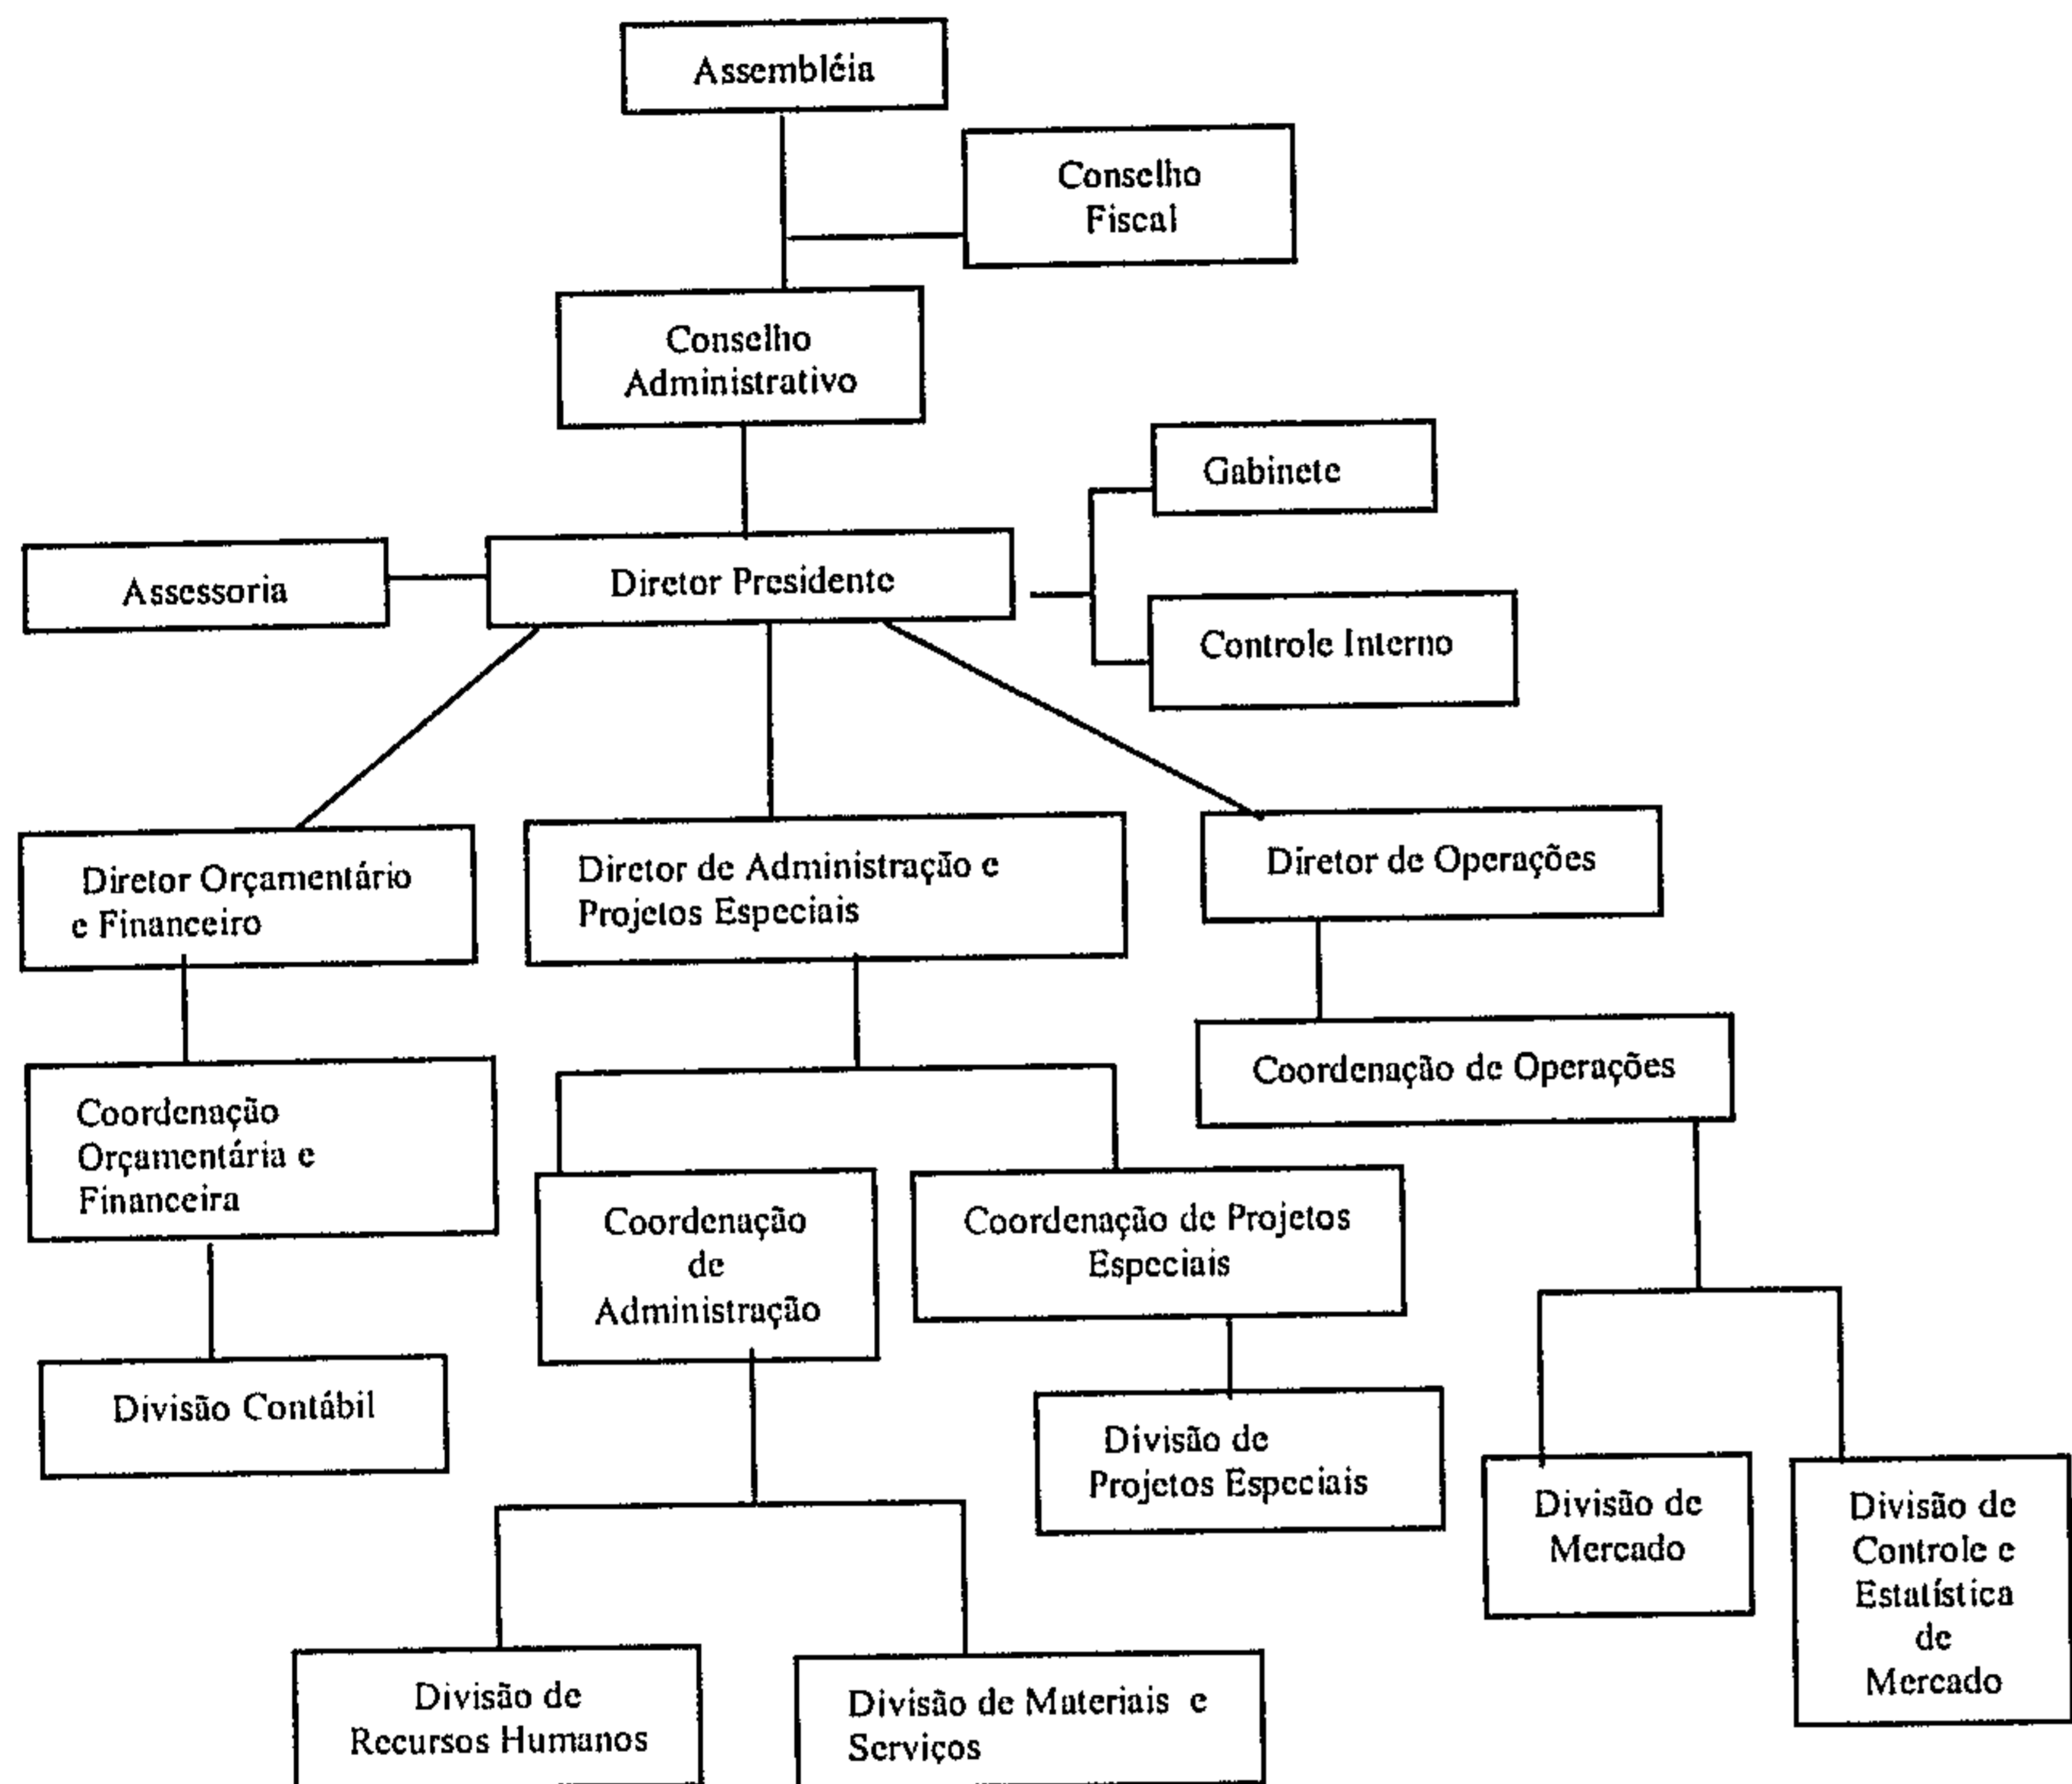 Assembléia
Conselho
Fiscal
Conselho
Administrativo
Gabinete
Assessoria
Diretor Presidente
Controle Interno
Diretor Orçamentário
e Financeiro
Diretor de Administração e
Projetos Especiais
Diretor de Operações
Coordenação
Orçamentária e
Financeira
Coordenação de Operações
Coordenação
de
Administração
Coordenação de Projetos
Especiais
Divisão Contábil
Divisão de
Projetos Especiais
Divisão de
Mercado
Divisão de
Controle e
Estatística
de
Mercado
Divisão de
Recursos Humanos
Divisão de Materiais e
Serviços